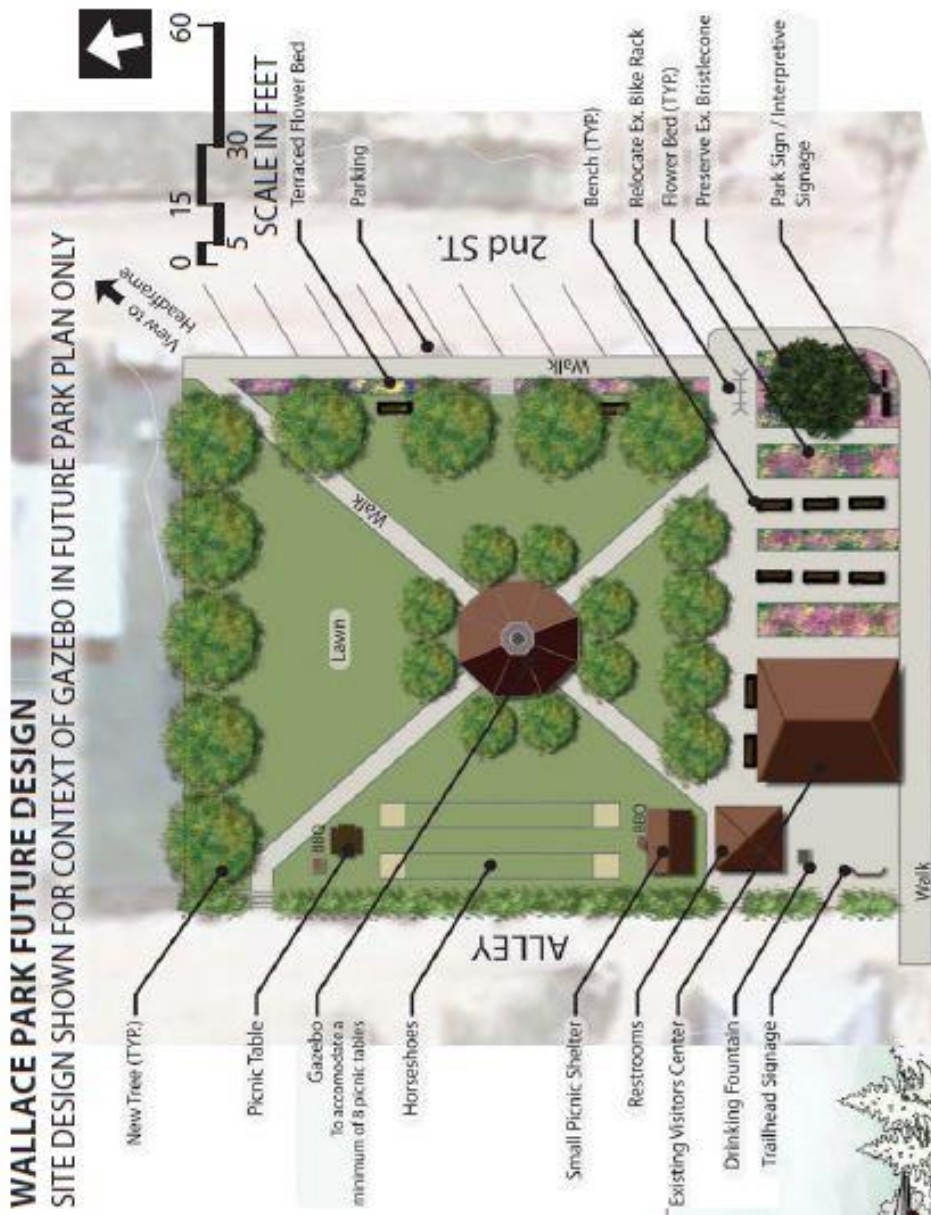 WALLACE PARK FUTURE DESIGN
SITE DESIGN SHOWN FOR CONTEXT OF GAZEBO IN FUTURE PARK PLAN ONLY
New Tree (TYP.)
Picnic Table
Gazebo
To accomodate a
minimum of 8 picnic tables
Horseshoes
Small Picnic Shelter
Restrooms
Existing Visitors Center
Drinking Fountain
Trailhead Signage
ALLEY
BBQ
BBQ
Lawn
Walk
Walk
Walk
2nd ST.
View to
Headframe
0 5 15 30 60
SCALE IN FEET
Terraced Flower Bed
Parking
Bench (TYP.)
Relocate Ex. Bike Rack
Flower Bed (TYP.)
Preserve Ex. Bristlecone
Park Sign / Interpretive
Signage